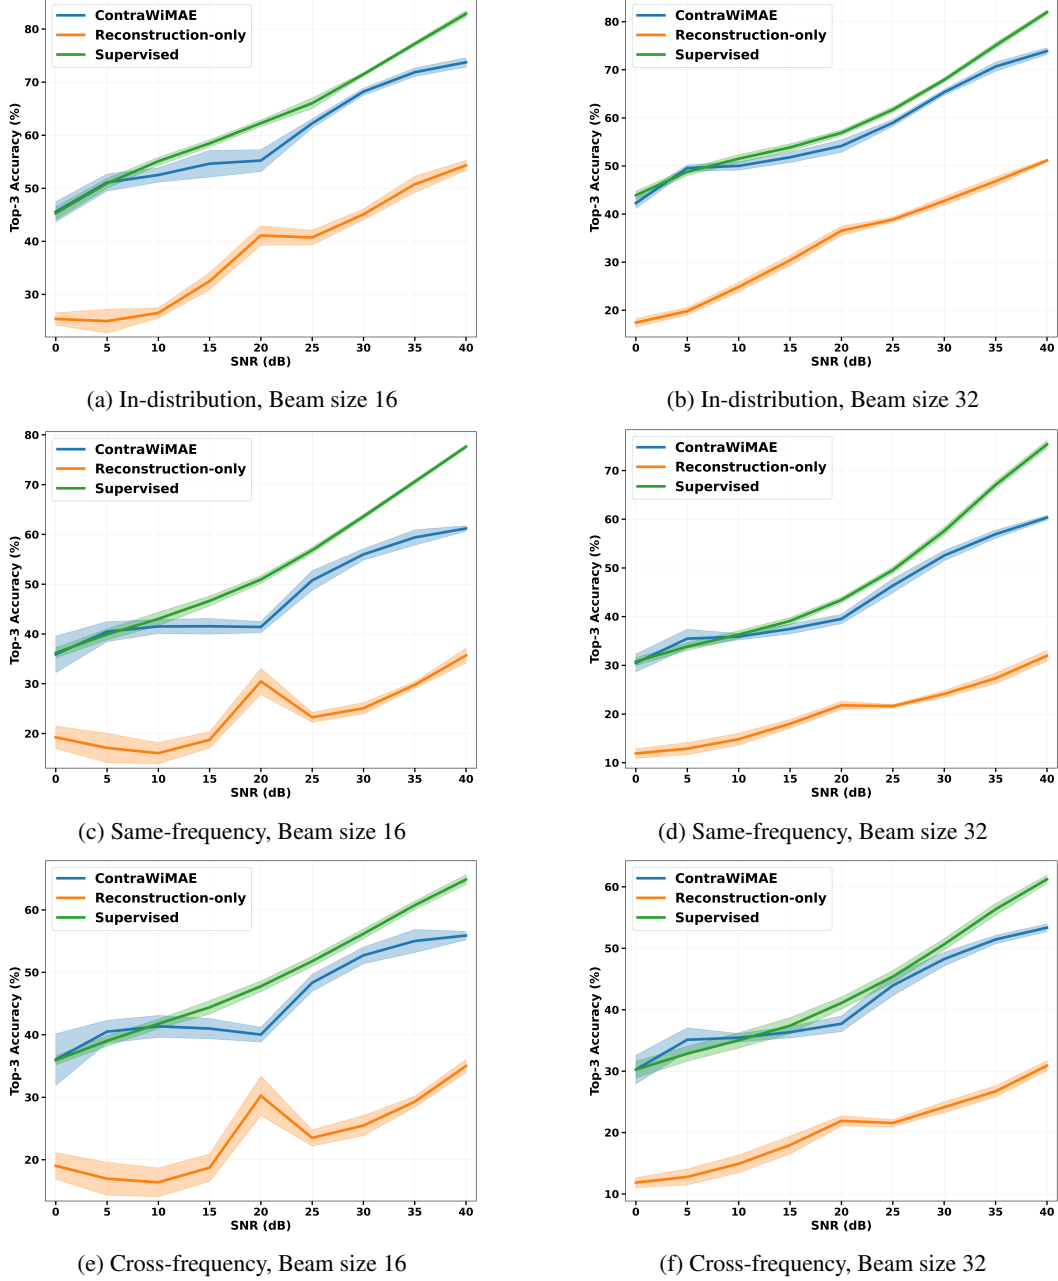 ContraWiMAE
Reconstruction-only
Supervised
Top-3 Accuracy (%)
80
70
60
50
40
30
0 5 10 15 20 25 30 35 40
SNR (dB)
(a) In-distribution, Beam size 16
ContraWiMAE
Reconstruction-only
Supervised
Top-3 Accuracy (%)
80
70
60
50
40
30
20
0 5 10 15 20 25 30 35 40
SNR (dB)
(b) In-distribution, Beam size 32
ContraWiMAE
Reconstruction-only
Supervised
Top-3 Accuracy (%)
80
70
60
50
40
30
20
0 5 10 15 20 25 30 35 40
SNR (dB)
(c) Same-frequency, Beam size 16
ContraWiMAE
Reconstruction-only
Supervised
Top-3 Accuracy (%)
70
60
50
40
30
20
10
0 5 10 15 20 25 30 35 40
SNR (dB)
(d) Same-frequency, Beam size 32
ContraWiMAE
Reconstruction-only
Supervised
Top-3 Accuracy (%)
60
50
40
30
20
0 5 10 15 20 25 30 35 40
SNR (dB)
(e) Cross-frequency, Beam size 16
ContraWiMAE
Reconstruction-only
Supervised
Top-3 Accuracy (%)
60
50
40
30
20
10
0 5 10 15 20 25 30 35 40
SNR (dB)
(f) Cross-frequency, Beam size 32